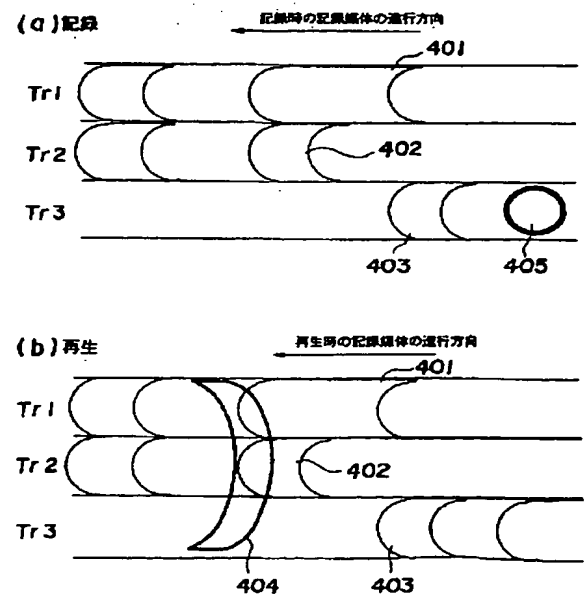 (a)記録
記録時の記録媒体の進行方向
401
Tr1
Tr2
402
Tr3
403
405
(b)再生
再生時の記録媒体の進行方向
401
Tr1
Tr2
402
Tr3
404
403